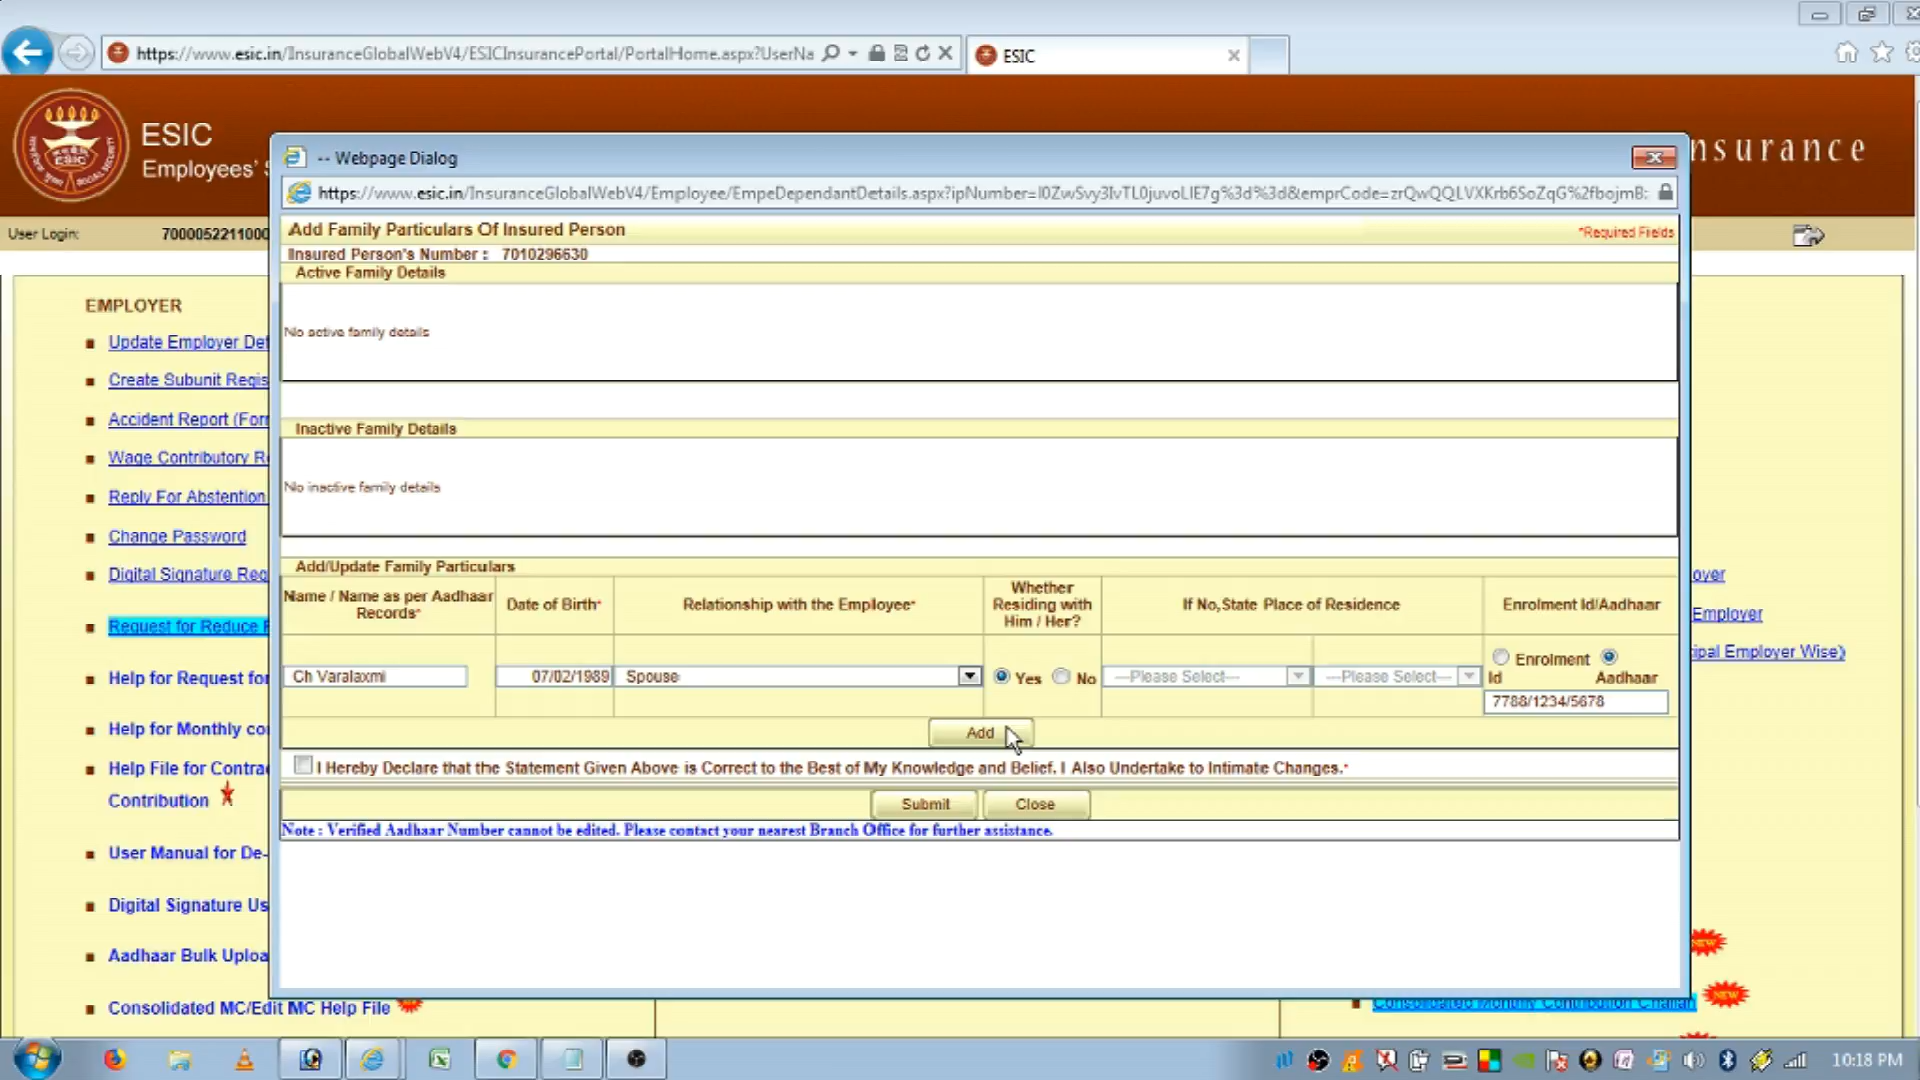 https://www.esic.in/InsuranceGlobalWebV4/ESICInsurancePortal/PortalHome.aspx?UserNa
ESIC
ESIC
Employees'
nsurance
User Login:
7000052211000
-- Webpage Dialog
https://www.esic.in/InsuranceGlobalWebV4/Employee/EmpeDependantDetails.aspx?ipNumber=I0ZwSvy3IvTL0juvoLIE7g%3d%3d&emprCode=zrQwQQLVXKrb6SoZqG%2fbojmB
Add Family Particulars Of Insured Person
*Required Fields
Insured Person's Number : 7010296630
Active Family Details
No active family details
Inactive Family Details
No inactive family details
Add/Update Family Particulars
Name / Name as per Aadhaar Records*
Date of Birth*
Relationship with the Employee*
Whether Residing with Him / Her?
If No,State Place of Residence
Enrolment Id/Aadhaar
Ch Varalaxmi
07/02/1989
Spouse
Yes
No
---Please Select---
---Please Select---
Enrolment Id
Aadhaar
7788/1234/5678
Add
I Hereby Declare that the Statement Given Above is Correct to the Best of My Knowledge and Belief. I Also Undertake to Intimate Changes.*
Submit
Close
Note : Verified Aadhaar Number cannot be edited. Please contact your nearest Branch Office for further assistance.
EMPLOYER
Update Employer Det
Create Subunit Regis
Accident Report (For
Wage Contributory R
Reply For Abstention
Change Password
Digital Signature Req
Request for Reduce
Help for Request for
Help for Monthly co
Help File for Contra
Contribution
User Manual for De-
Digital Signature Us
Aadhaar Bulk Uploa
Consolidated MC/Edit MC Help File
over
Employer
ipal Employer Wise)
NEW
Consolidated Monthly Contribution Challan
NEW
10:18 PM